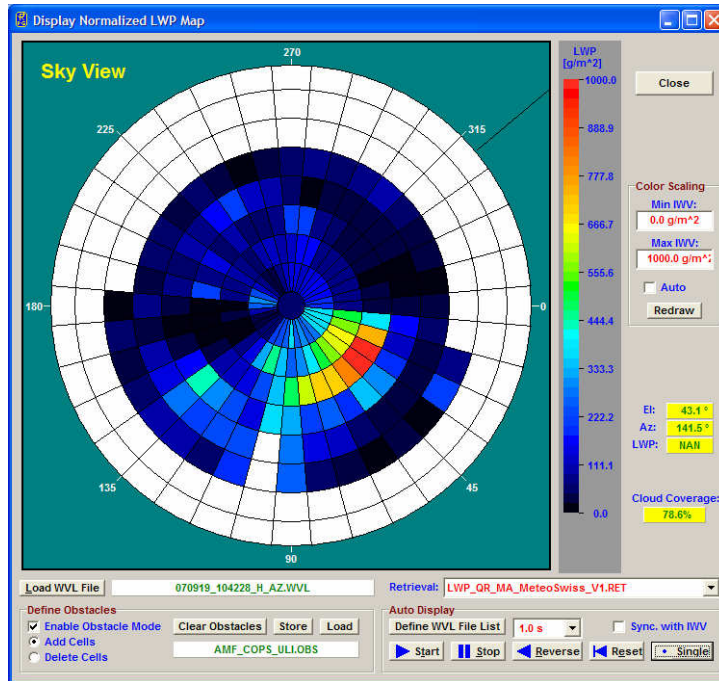 Display Normalized LWP Map
Sky View
270
225
315
180
0
135
45
90
LWP
[g/m^2]
1000.0
888.9
777.8
666.7
555.6
444.4
333.3
222.2
111.1
0.0
Close
Color Scaling
Min IWV:
0.0 g/m^2
Max IWV:
1000.0 g/m^2
Auto
Redraw
El: 43.1 °
Az: 141.5 °
LWP: NAN
Cloud Coverage:
78.6%
Load WVL File 070919_104228_H_AZ.WVL Retrieval: LWP_QR_MA_MeteoSwiss_V1.RET
Define Obstacles
Enable Obstacle Mode Clear Obstacles Store Load
Add Cells AMF_COPS_ULI.OBS
Delete Cells
Auto Display
Define WVL File List 1.0 s Sync. with IWV
Start Stop Reverse Reset Single